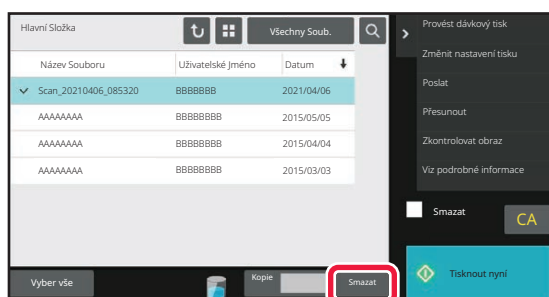 Hlavní Složka
Všechny Soub.
Název Souboru Uživatelské Jméno Datum
Scan_20210406_085320 BBBBBBB 2021/04/06
AAAAAAAA BBBBBBBB 2015/05/05
AAAAAAAA BBBBBBBB 2015/04/04
AAAAAAAA BBBBBBBB 2015/03/03
Vyber vše
Kopie
Smazat
Provést dávkový tisk
Změnit nastavení tisku
Poslat
Přesunout
Zkontrolovat obraz
Viz podrobné informace
Smazat
CA
Tisknout nyní